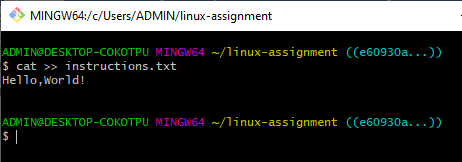 MINGW64:/c/Users/ADMIN/linux-assignment
ADMIN@DESKTOP-COKOTPU MINGW64 ~/linux-assignment ((e60930a...))
$ cat >> instructions.txt
Hello,World!
ADMIN@DESKTOP-COKOTPU MINGW64 ~/linux-assignment ((e60930a...))
$